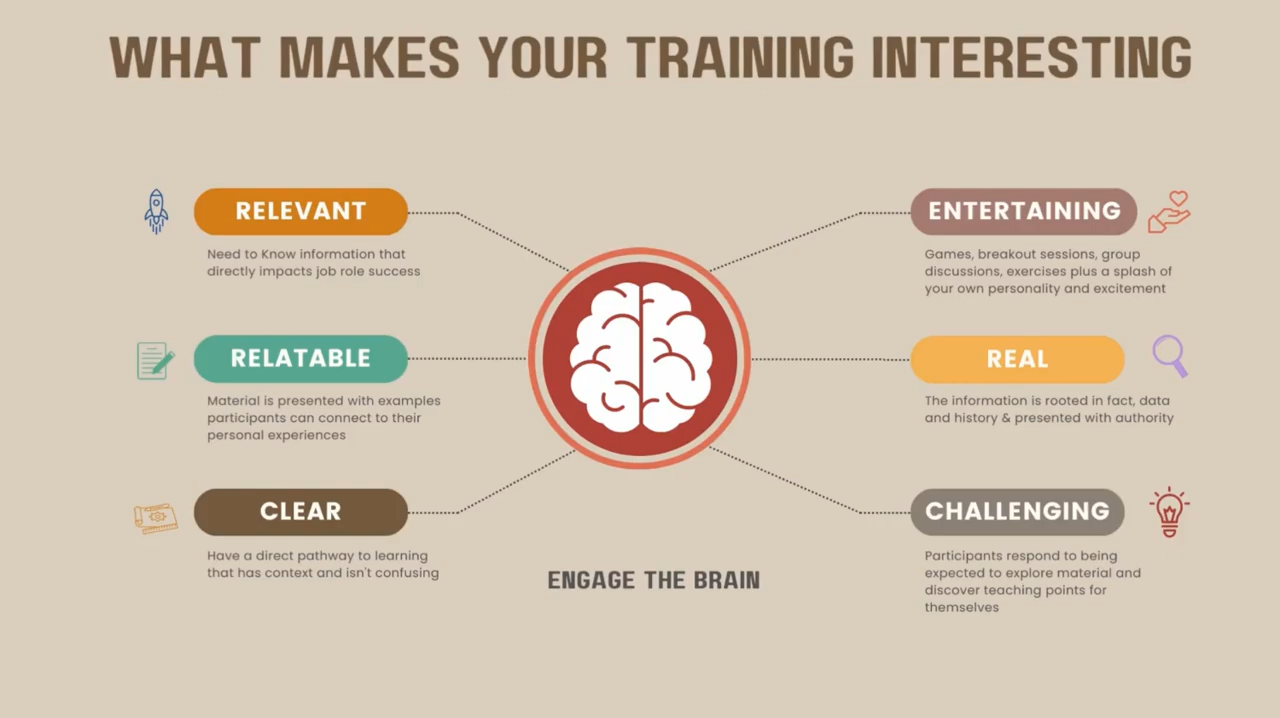 WHAT MAKES YOUR TRAINING INTERESTING
RELEVANT
Need to Know information that
directly impacts job role success
RELATABLE
Material is presented with examples
participants can connect to their
personal experiences
CLEAR
Have a direct pathway to learning
that has context and isn't confusing
ENGAGE THE BRAIN
ENTERTAINING
Games, breakout sessions, group
discussions, exercises plus a splash of
your own personality and excitement
REAL
The information is rooted in fact, data
and history & presented with authority
CHALLENGING
Participants respond to being
expected to explore material and
discover teaching points for
themselves